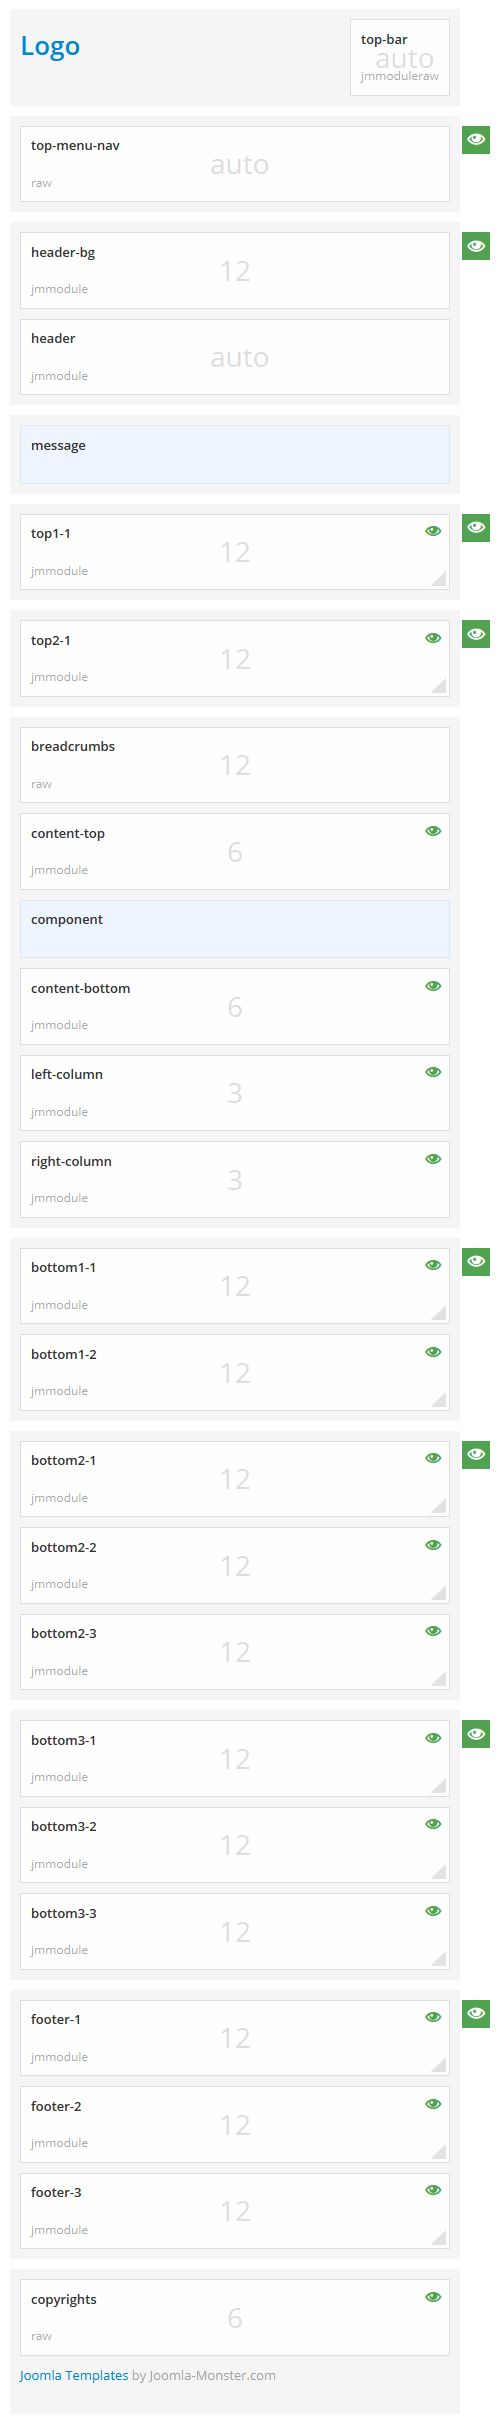 Logo
top-bar
auto
jmmoduleraw
top-menu-nav
auto
raw
header-bg
12
jmmodule
header
auto
jmmodule
message
top1-1
12
jmmodule
top2-1
12
jmmodule
breadcrumbs
12
raw
content-top
6
jmmodule
component
content-bottom
6
jmmodule
left-column
3
jmmodule
right-column
3
jmmodule
bottom1-1
12
jmmodule
bottom1-2
12
jmmodule
bottom2-1
12
jmmodule
bottom2-2
12
jmmodule
bottom2-3
12
jmmodule
bottom3-1
12
jmmodule
bottom3-2
12
jmmodule
bottom3-3
12
jmmodule
footer-1
12
jmmodule
footer-2
12
jmmodule
footer-3
12
jmmodule
copyrights
6
raw
Joomla Templates by Joomla-Monster.com